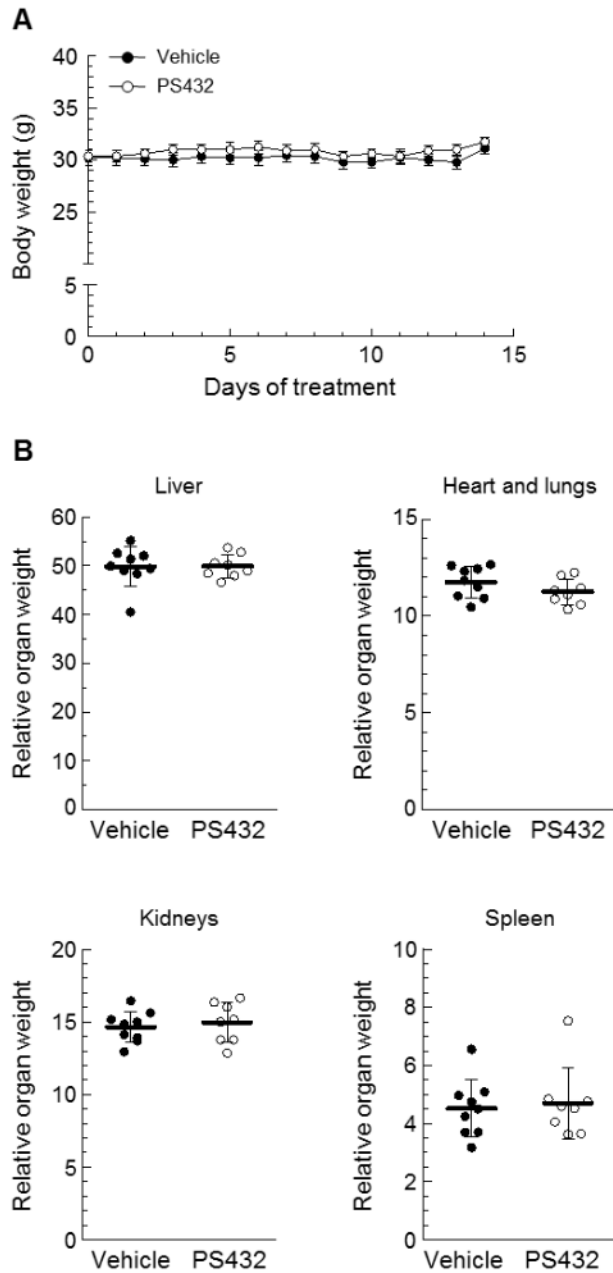 A
Vehicle
PS432
Body weight (g)
40
35
30
25
5
0
0 5 10 15
Days of treatment
B
Liver
Relative organ weight
60
50
40
30
20
10
0
Vehicle PS432
Heart and lungs
Relative organ weight
15
10
5
0
Vehicle PS432
Kidneys
Relative organ weight
20
15
10
5
0
Vehicle PS432
Spleen
Relative organ weight
10
8
6
4
2
0
Vehicle PS432